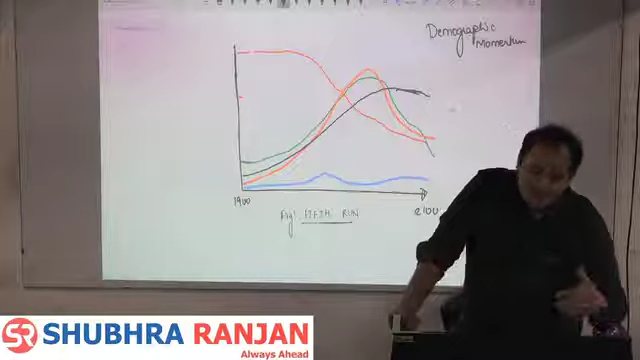 Demographic
Momentum
1900
2100
Fig: FIFTH RUN
SR SHUBHRA RANJAN
Always Ahead